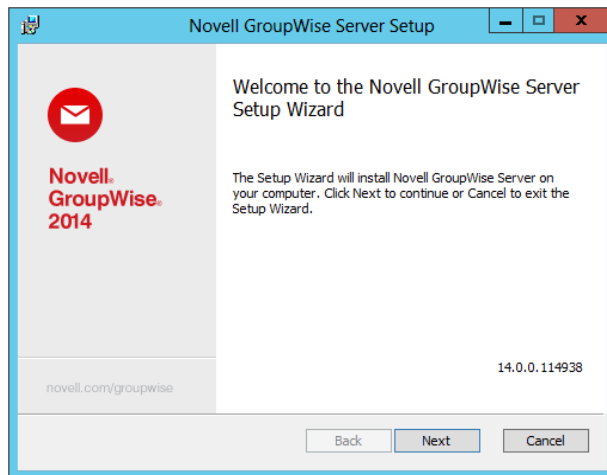 Novell GroupWise Server Setup
Welcome to the Novell GroupWise Server
Setup Wizard
Novell®
GroupWise®
2014
The Setup Wizard will install Novell GroupWise Server on
your computer. Click Next to continue or Cancel to exit the
Setup Wizard.
14.0.0.114938
novell.com/groupwise
Back Next Cancel